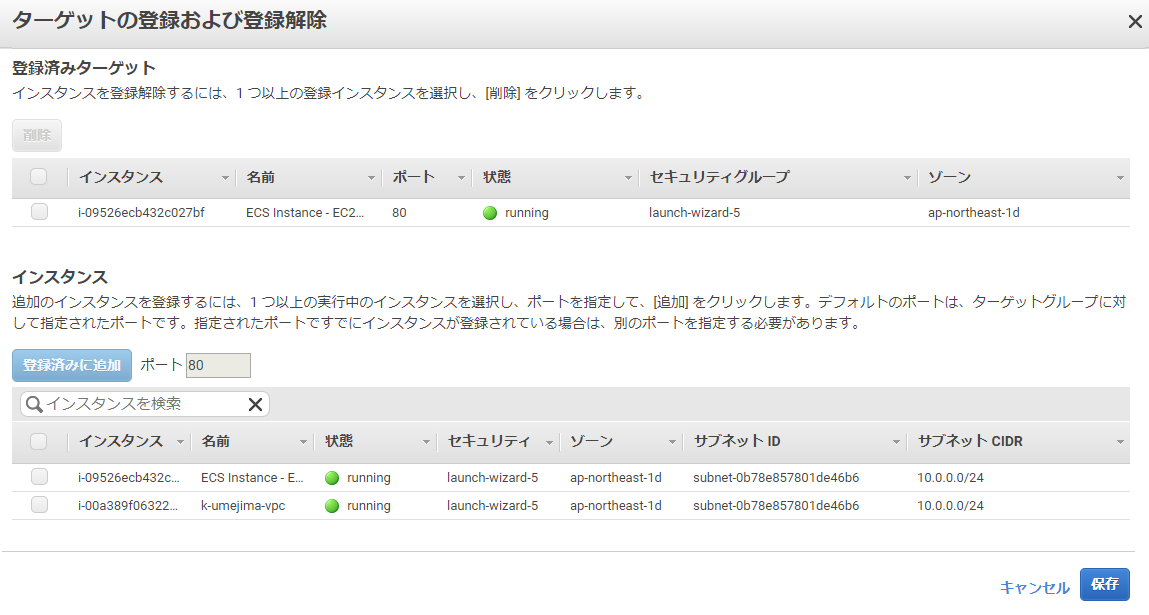 ターゲットの登録および登録解除
登録済みターゲット
インスタンスを登録解除するには、1 つ以上の登録インスタンスを選択し、[削除] をクリックします。
削除
インスタンス 名前 ポート 状態 セキュリティグループ ゾーン
i-09526ecb432c027bf ECS Instance - EC2... 80 running launch-wizard-5 ap-northeast-1d
インスタンス
追加のインスタンスを登録するには、1 つ以上の実行中のインスタンスを選択し、ポートを指定して、[追加] をクリックします。デフォルトのポートは、ターゲットグループに対
して指定されたポートです。指定されたポートですでにインスタンスが登録されている場合は、別のポートを指定する必要があります。
登録済みに追加 ポート 80
インスタンスを検索
インスタンス 名前 状態 セキュリティ ゾーン サブネット ID サブネット CIDR
i-09526ecb432c... ECS Instance - E... running launch-wizard-5 ap-northeast-1d subnet-0b78e857801de46b6 10.0.0.0/24
i-00a389f06322... k-umejima-vpc running launch-wizard-5 ap-northeast-1d subnet-0b78e857801de46b6 10.0.0.0/24
キャンセル 保存